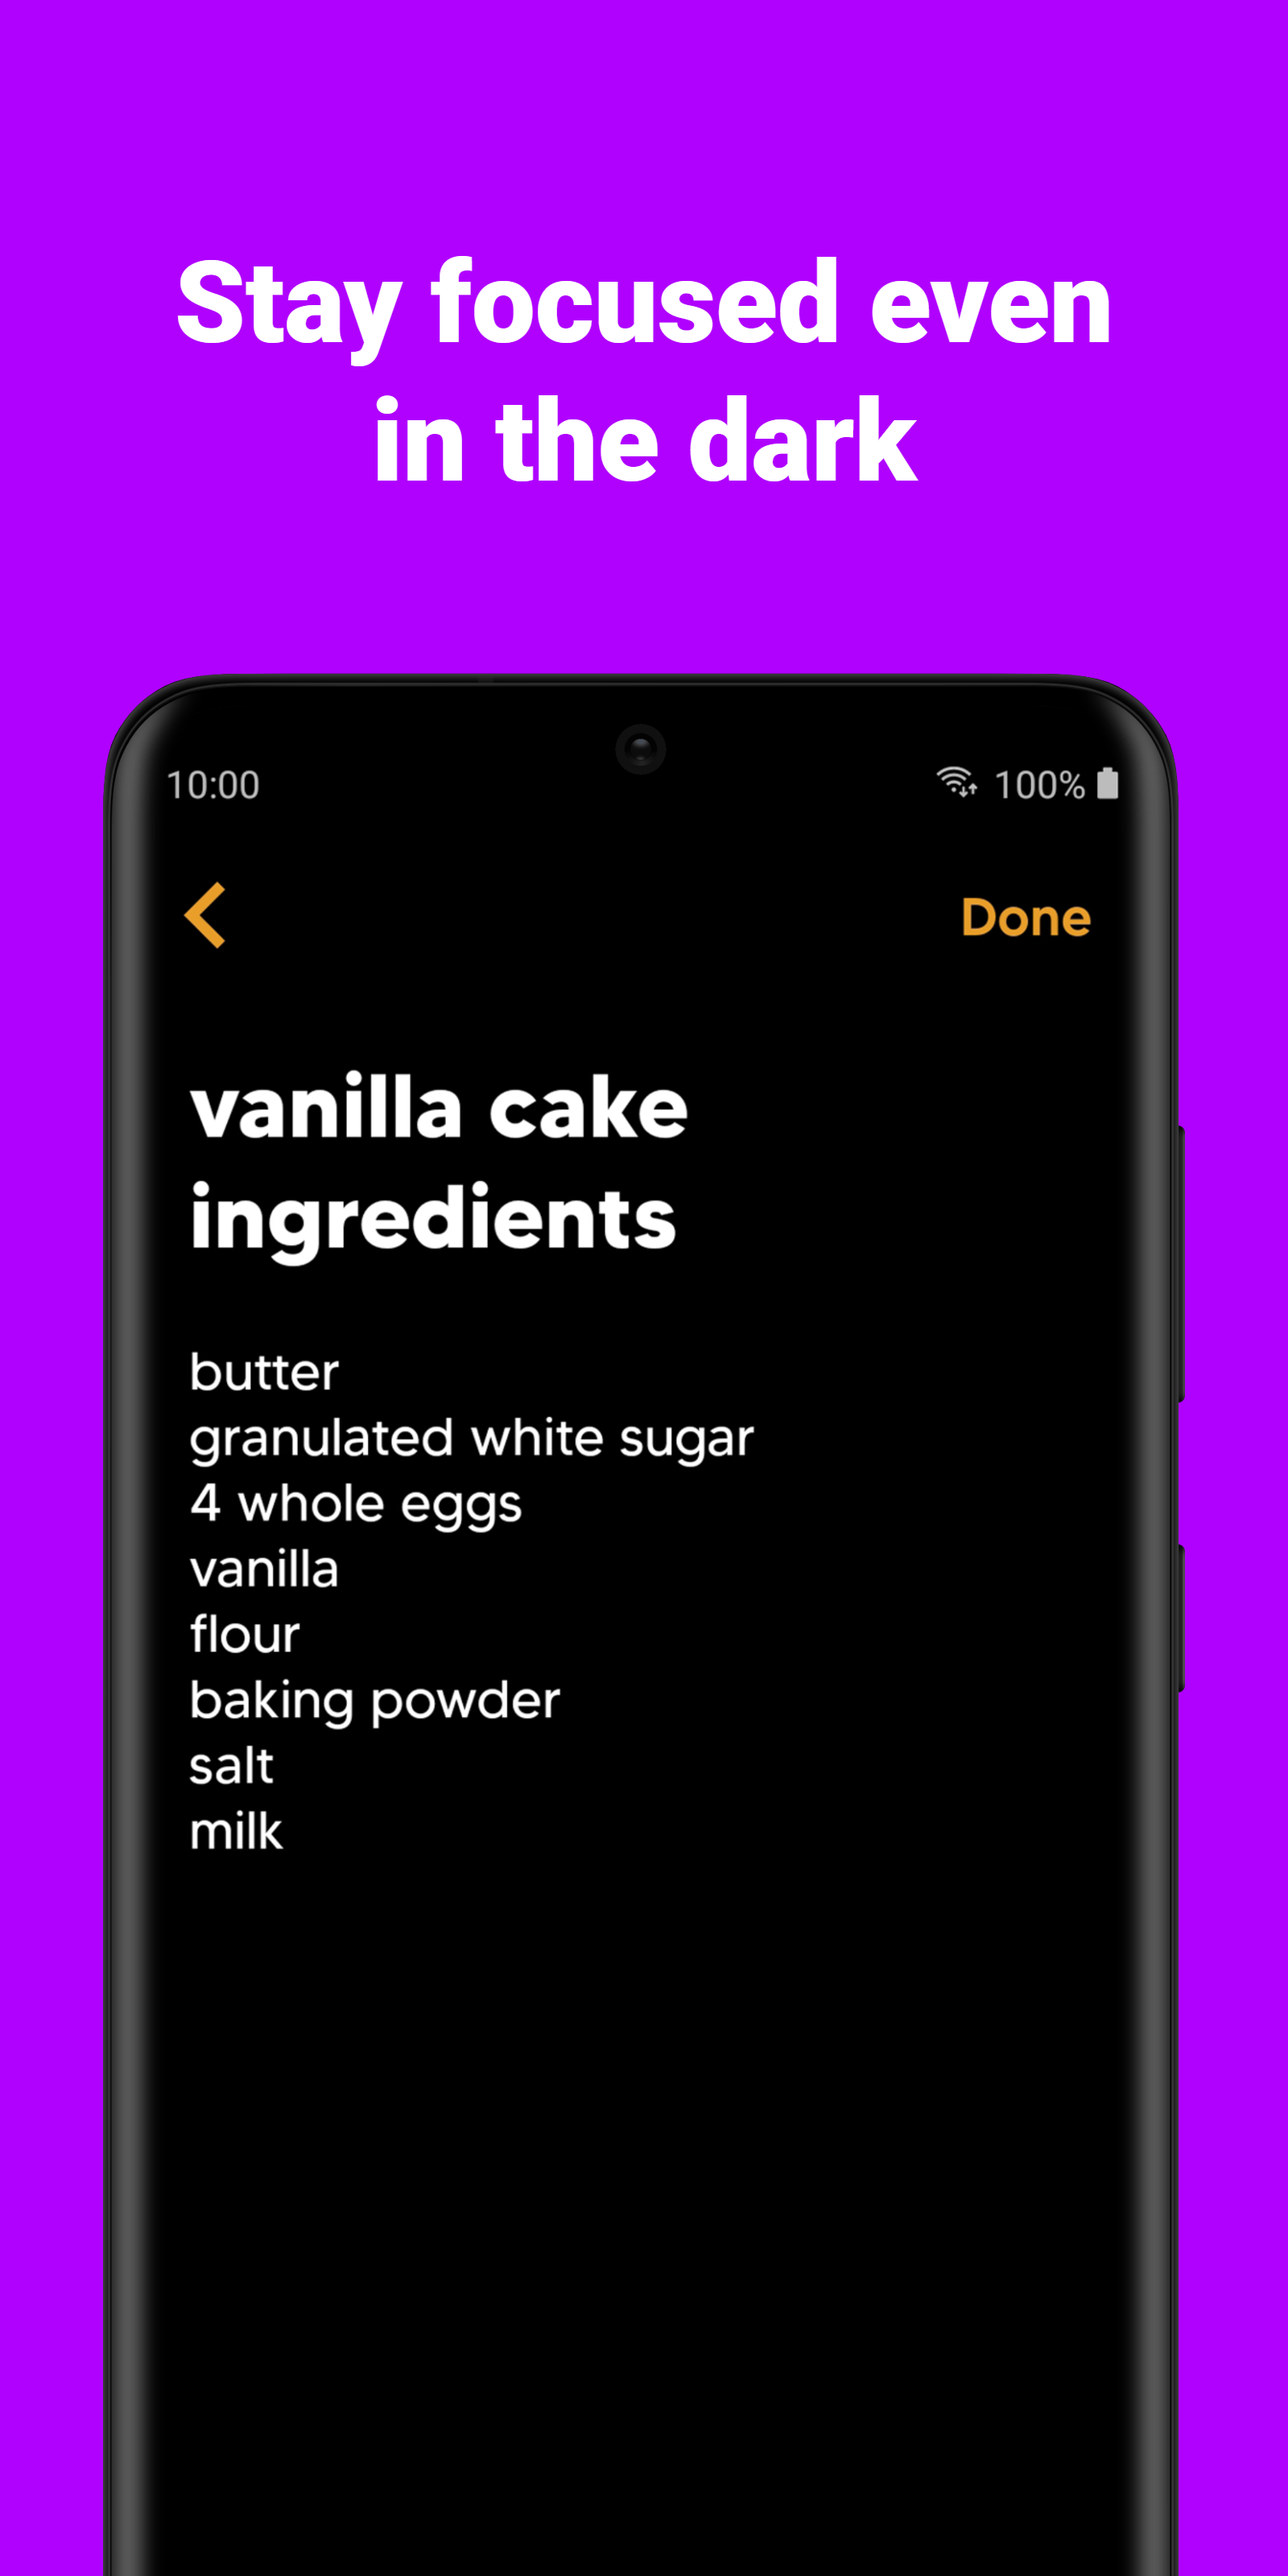 Stay focused even
in the dark
10:00
100%
Done
vanilla cake
ingredients
butter
granulated white sugar
4 whole eggs
vanilla
flour
baking powder
salt
milk